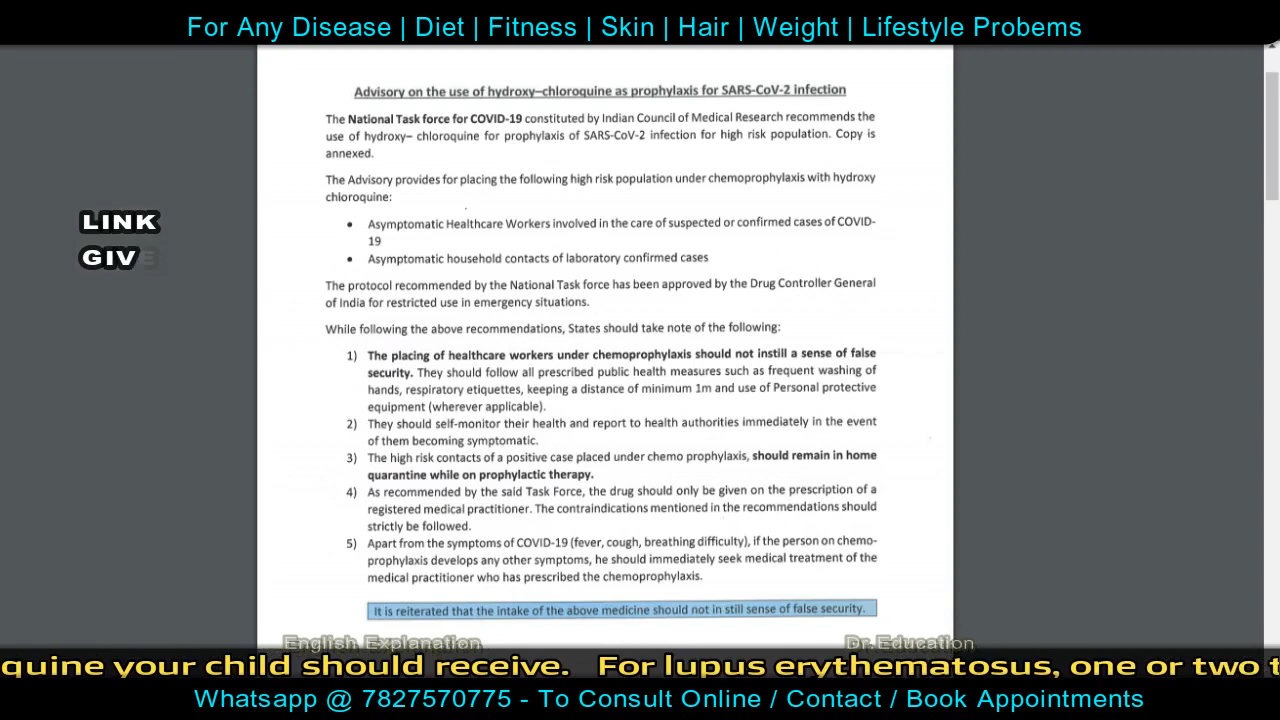 For Any Disease | Diet | Fitness | Skin | Hair | Weight | Lifestyle Probems
Advisory on the use of hydroxy–chloroquine as prophylaxis for SARS-CoV-2 infection
The National Task force for COVID-19 constituted by Indian Council of Medical Research recommends the
use of hydroxy– chloroquine for prophylaxis of SARS-CoV-2 infection for high risk population. Copy is
annexed.
The Advisory provides for placing the following high risk population under chemoprophylaxis with hydroxy
chloroquine:
LINK
GIVE
• Asymptomatic Healthcare Workers involved in the care of suspected or confirmed cases of COVID-
19
• Asymptomatic household contacts of laboratory confirmed cases
The protocol recommended by the National Task force has been approved by the Drug Controller General
of India for restricted use in emergency situations.
While following the above recommendations, States should take note of the following:
1) The placing of healthcare workers under chemoprophylaxis should not instill a sense of false
security. They should follow all prescribed public health measures such as frequent washing of
hands, respiratory etiquettes, keeping a distance of minimum 1m and use of Personal protective
equipment (wherever applicable).
2) They should self-monitor their health and report to health authorities immediately in the event
of them becoming symptomatic.
3) The high risk contacts of a positive case placed under chemo prophylaxis, should remain in home
quarantine while on prophylactic therapy.
4) As recommended by the said Task Force, the drug should only be given on the prescription of a
registered medical practitioner. The contraindications mentioned in the recommendations should
strictly be followed.
5) Apart from the symptoms of COVID-19 (fever, cough, breathing difficulty), if the person on chemo-
prophylaxis develops any other symptoms, he should immediately seek medical treatment of the
medical practitioner who has prescribed the chemoprophylaxis.
It is reiterated that the intake of the above medicine should not in still sense of false security.
English Explanation
Dr.Education
quine your child should receive. For lupus erythematosus, one or two t
Whatsapp @ 7827570775 - To Consult Online / Contact / Book Appointments